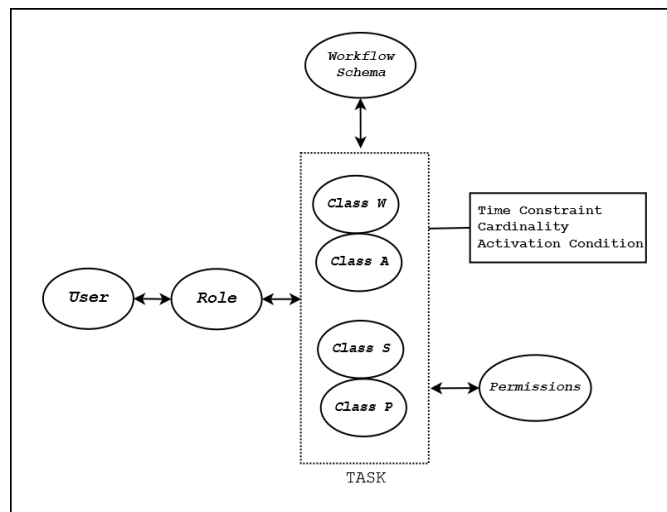 Workflow
Schema
Class W
Class A
Time Constraint
Cardinality
Activation Condition
User
Role
Class S
Class P
Permissions
TASK